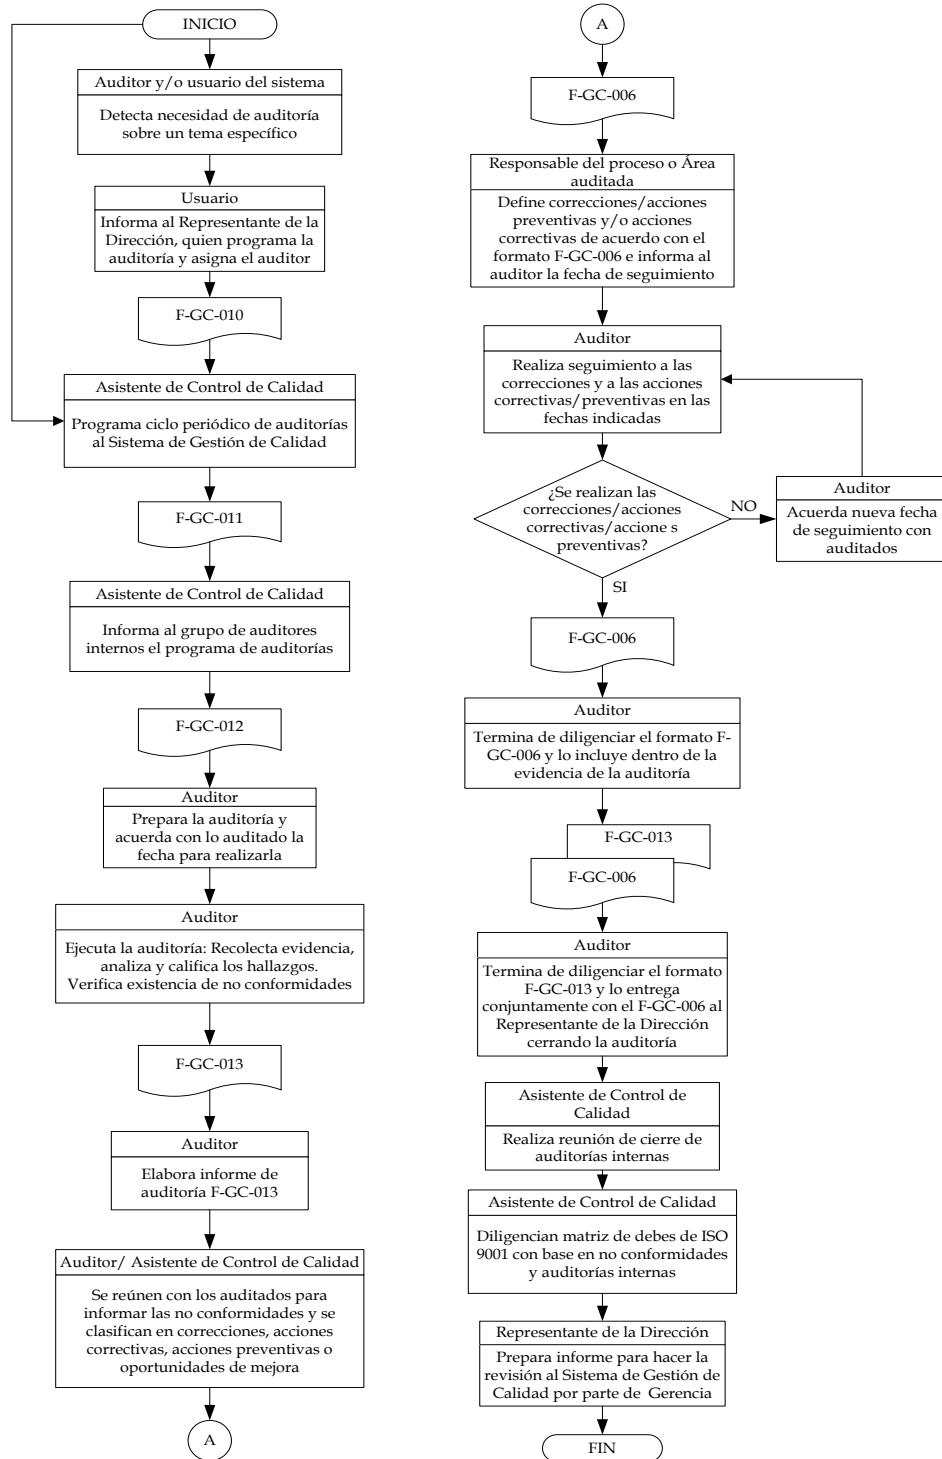 INICIO
Auditor y/o usuario del sistema
Detecta necesidad de auditoría
sobre un tema específico
Usuario
Informa al Representante de la
Dirección, quien programa la
auditoría y asigna el auditor
F-GC-010
Asistente de Control de Calidad
Programa ciclo periódico de auditorías
al Sistema de Gestión de Calidad
F-GC-011
Asistente de Control de Calidad
Informa al grupo de auditores
internos el programa de auditorías
F-GC-012
Auditor
Prepara la auditoría y
acuerda con lo auditado la
fecha para realizarla
Auditor
Ejecuta la auditoría: Recolecta evidencia,
analiza y califica los hallazgos.
Verifica existencia de no conformidades
F-GC-013
Auditor
Elabora informe de
auditoría F-GC-013
Auditor/ Asistente de Control de Calidad
Se reúnen con los auditados para
informar las no conformidades y se
clasifican en correcciones, acciones
correctivas, acciones preventivas o
oportunidades de mejora
A
A
F-GC-006
Responsable del proceso o Área
auditada
Define correcciones/acciones
preventivas y/o acciones
correctivas de acuerdo con el
formato F-GC-006 e informa al
auditor la fecha de seguimiento
Auditor
Realiza seguimiento a las
correcciones y a las acciones
correctivas/preventivas en las
fechas indicadas
¿Se realizan las
correcciones/acciones
correctivas/accione s
preventivas?
NO
Auditor
Acuerda nueva fecha
de seguimiento con
auditados
SI
F-GC-006
Auditor
Termina de diligenciar el formato F-
GC-006 y lo incluye dentro de la
evidencia de la auditoría
F-GC-013
F-GC-006
Auditor
Termina de diligenciar el formato
F-GC-013 y lo entrega
conjuntamente con el F-GC-006 al
Representante de la Dirección
cerrando la auditoría
Asistente de Control de
Calidad
Realiza reunión de cierre de
auditorías internas
Asistente de Control de Calidad
Diligencian matriz de debes de ISO
9001 con base en no conformidades
y auditorías internas
Representante de la Dirección
Prepara informe para hacer la
revisión al Sistema de Gestión de
Calidad por parte de  Gerencia
FIN